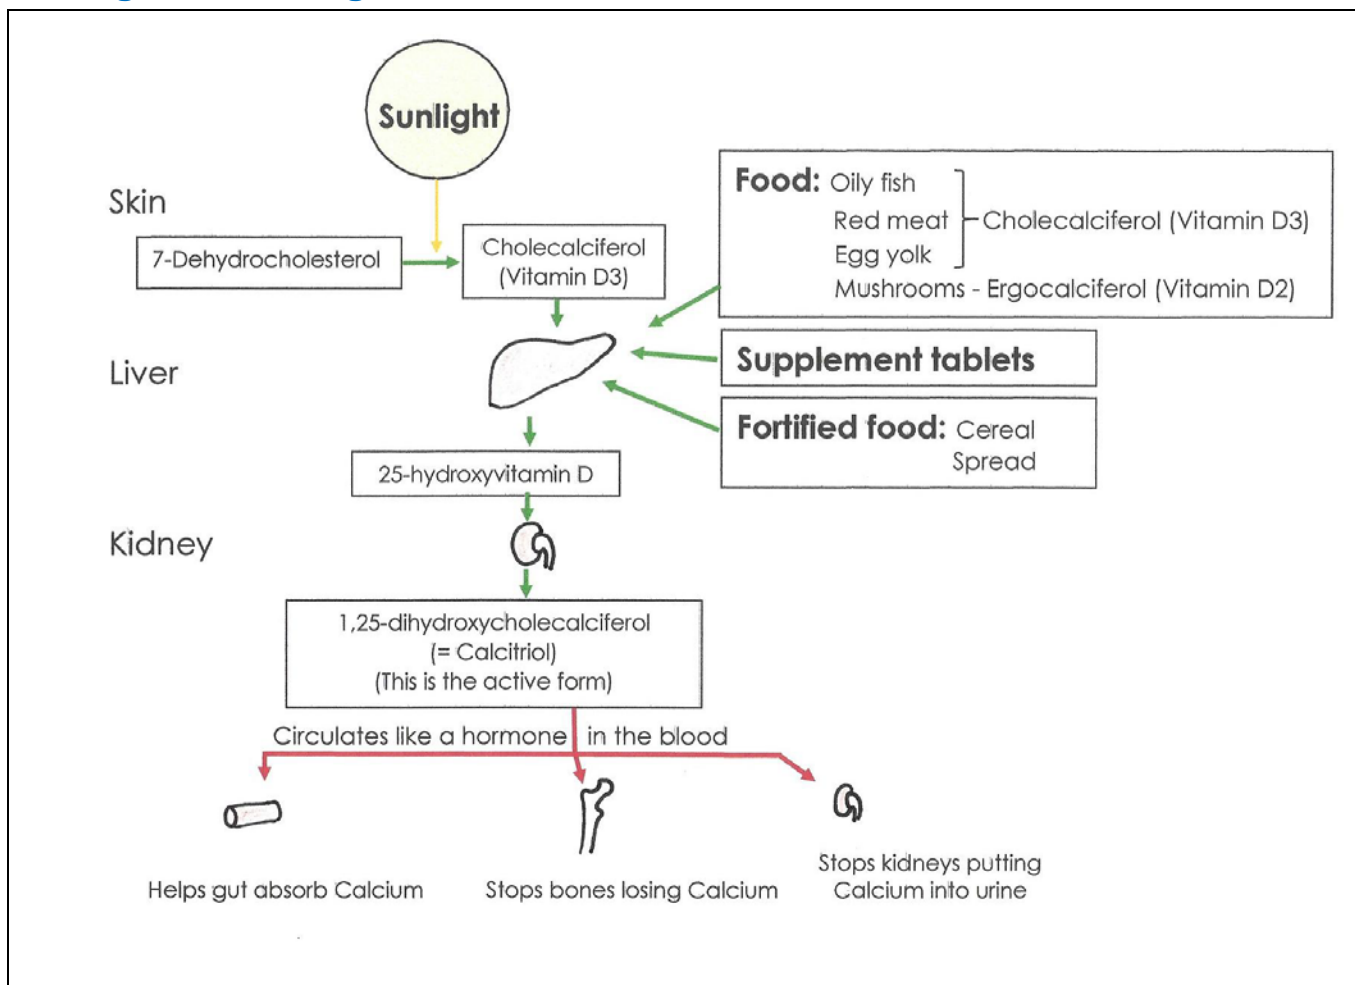 Sunlight
Skin
7-Dehydrocholesterol
Cholecalciferol
(Vitamin D3)
Food: Oily fish
Red meat
Egg yolk
Cholecalciferol (Vitamin D3)
Mushrooms - Ergocalciferol (Vitamin D2)
Liver
Supplement tablets
Fortified food: Cereal
Spread
25-hydroxyvitamin D
Kidney
1,25-dihydroxycholecalciferol
(= Calcitriol)
(This is the active form)
Circulates like a hormone in the blood
Helps gut absorb Calcium
Stops bones losing Calcium
Stops kidneys putting
Calcium into urine